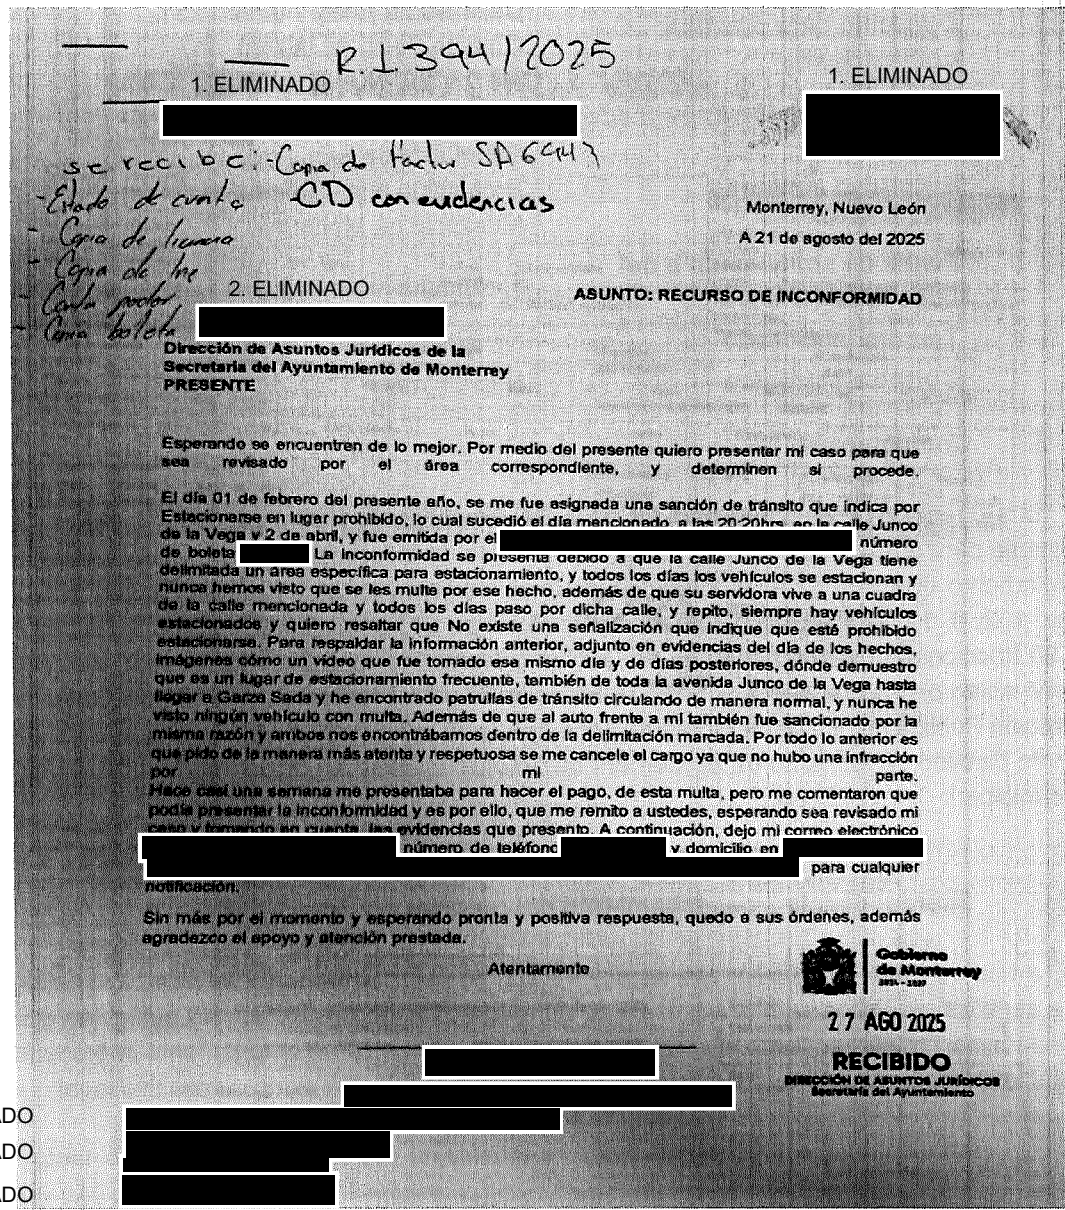 R.I.394/2025
1. ELIMINADO
1. ELIMINADO
se recibe:-Copia de factur SA6447
-Estado de cuenta -CD con evidencias
- Copia de licencia
- Copia de Ine
- Carta poder
- Copia boleta
Monterrey, Nuevo León
A 21 de agosto del 2025
2. ELIMINADO
ASUNTO: RECURSO DE INCONFORMIDAD
Dirección de Asuntos Jurídicos de la
Secretaria del Ayuntamiento de Monterrey
PRESENTE
Esperando se encuentren de lo mejor. Por medio del presente quiero presentar mi caso para que
sea revisado por el área correspondiente, y determinen si procede.
El día 01 de febrero del presente año, se me fue asignada una sanción de tránsito que indica por
Estacionarse en lugar prohibido, lo cual sucedió el día mencionado, a las 20:20hrs, en la calle Junco
de la Vega y 2 de abril, y fue emitida por el número
de boleta La inconformidad se presenta debido a que la calle Junco de la Vega tiene
delimitada un área específica para estacionamiento, y todos los días los vehículos se estacionan y
nunca hemos visto que se les multe por ese hecho, además de que su servidora vive a una cuadra
de la calle mencionada y todos los días paso por dicha calle, y repito, siempre hay vehículos
estacionados y quiero resaltar que No existe una señalización que indique que esté prohibido
estacionarse. Para respaldar la información anterior, adjunto en evidencias del día de los hechos,
imágenes cómo un video que fue tomado ese mismo día y de días posteriores, dónde demuestro
que es un lugar de estacionamiento frecuente, también de toda la avenida Junco de la Vega hasta
llegar a Garza Sada y he encontrado patrullas de tránsito circulando de manera normal, y nunca he
visto ningún vehículo con multa. Además de que al auto frente a mi también fue sancionado por la
misma razón y ambos nos encontrábamos dentro de la delimitación marcada. Por todo lo anterior es
que pido de la manera más atenta y respetuosa se me cancele el cargo ya que no hubo una infracción
por mi parte.
Hace casi una semana me presentaba para hacer el pago, de esta multa, pero me comentaron que
podía presentar la inconformidad y es por ello, que me remito a ustedes, esperando sea revisado mi
caso y tomando en cuenta, las evidencias que presento. A continuación, dejo mi correo electrónico
número de teléfono y domicilio en
para cualquier
notificación.
Sin más por el momento y esperando pronta y positiva respuesta, quedo a sus órdenes, además
agradezco el apoyo y atención prestada.
Atentamente
Gobierno
de Monterrey
2024 - 2027
27 AGO 2025
RECIBIDO
DIRECCIÓN DE ASUNTOS JURÍDICOS
Secretaría del Ayuntamiento
ADO
ADO
ADO